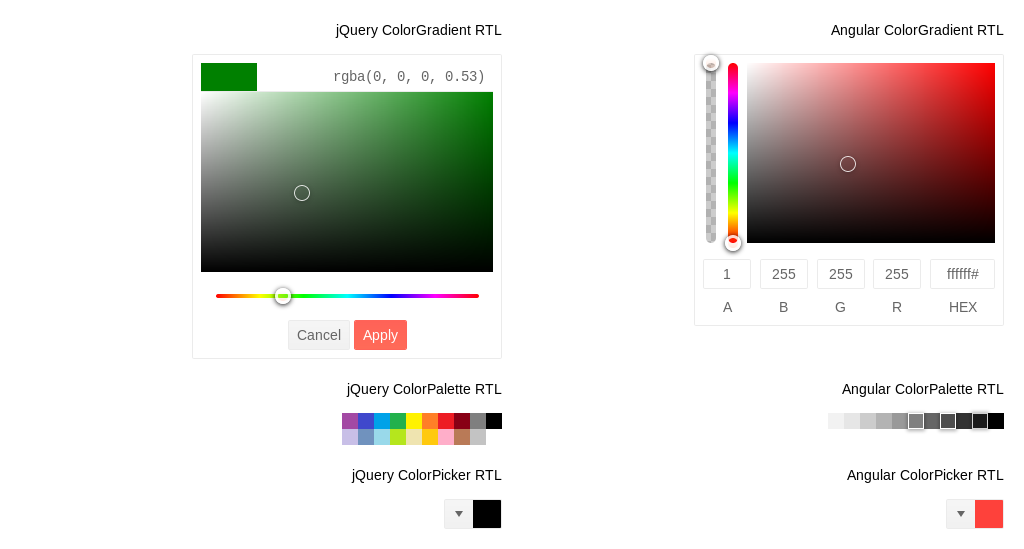 jQuery ColorGradient RTL
Angular ColorGradient RTL
rgba(0, 0, 0, 0.53)
1 255 255 255 ffffff#
A B G R HEX
Cancel Apply
jQuery ColorPalette RTL
Angular ColorPalette RTL
jQuery ColorPicker RTL
Angular ColorPicker RTL